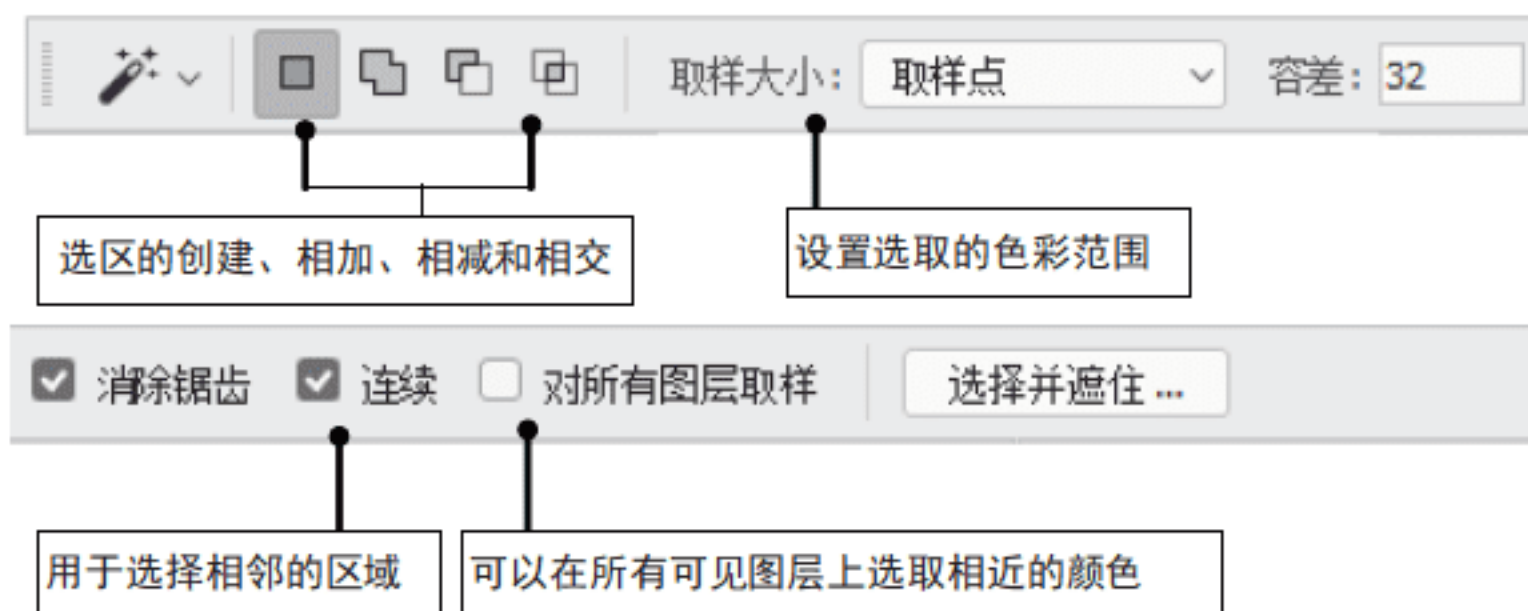 取样大小: 取样点 容差: 32
选区的创建、相加、相减和相交
设置选取的色彩范围
消除锯齿 连续 对所有图层取样 选择并遮住 ...
用于选择相邻的区域
可以在所有可见图层上选取相近的颜色